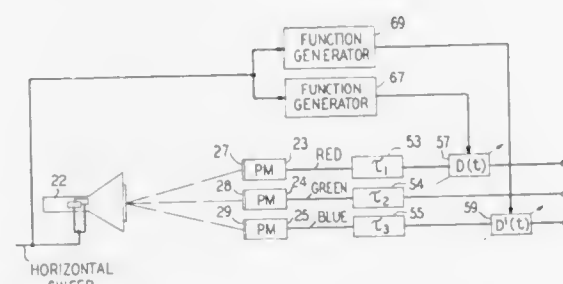 69
FUNCTION
GENERATOR
67
FUNCTION
GENERATOR
27
23
RED
53
57
PM
τ1
D(t)
22
28
24
GREEN
54
PM
τ2
29
25
BLUE
55
59
PM
τ3
D'(t)
HORIZONTAL